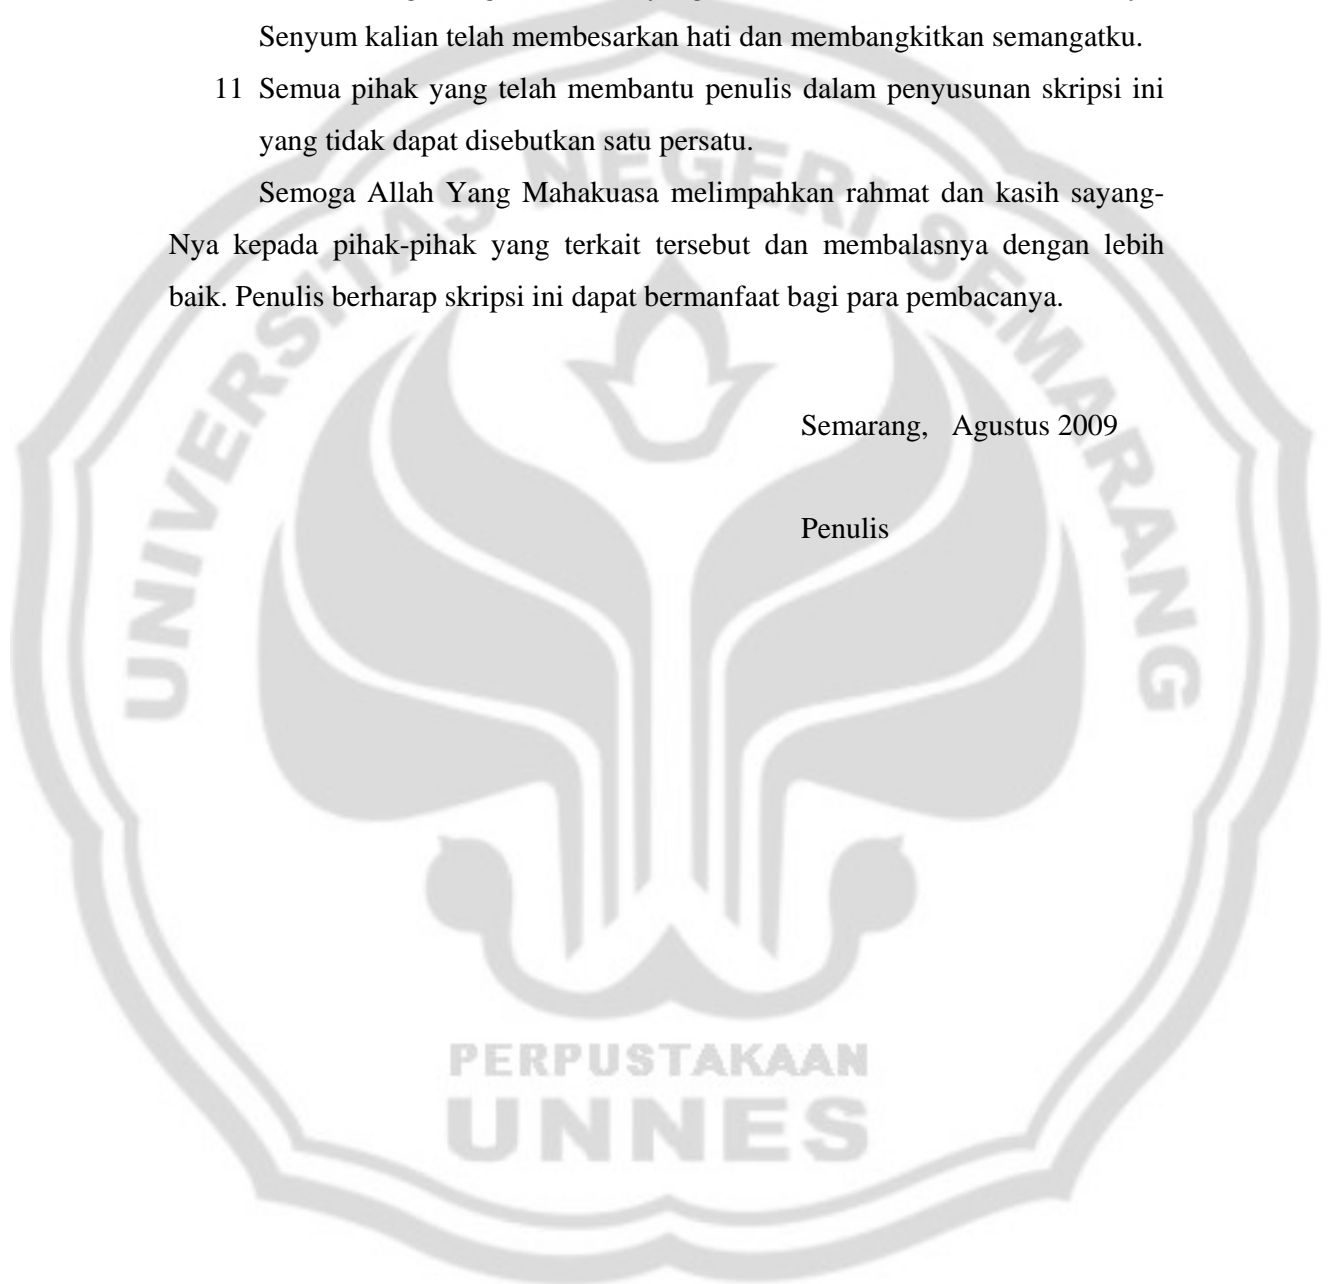 Senyum kalian telah membesarkan hati dan membangkitkan semangatku.
11 Semua pihak yang telah membantu penulis dalam penyusunan skripsi ini
yang tidak dapat disebutkan satu persatu.
Semoga Allah Yang Mahakuasa melimpahkan rahmat dan kasih sayang-
Nya kepada pihak-pihak yang terkait tersebut dan membalasnya dengan lebih
baik. Penulis berharap skripsi ini dapat bermanfaat bagi para pembacanya.
Semarang, Agustus 2009
Penulis
UNIVERSITAS NEGERI SEMARANG
PERPUSTAKAAN
UNNES